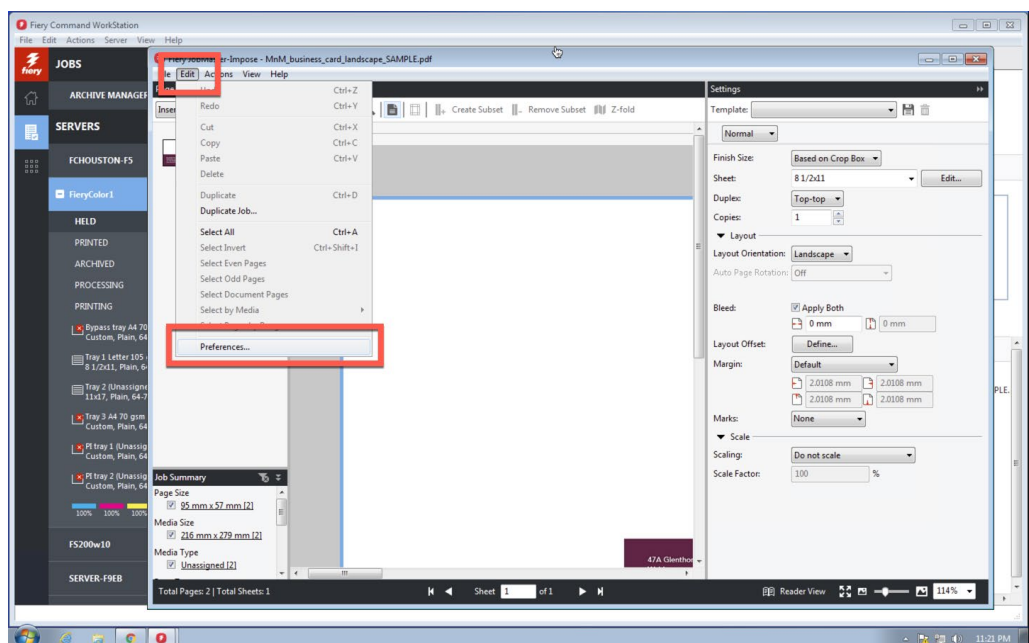 Fiery Command WorkStation
File Edit Actions Server View Help
fiery
JOBS
ARCHIVE MANAGER
SERVERS
FCHOUSTON-F5
FieryColor1
HELD
PRINTED
ARCHIVED
PROCESSING
PRINTING
Bypass tray A4 70
Custom, Plain, 64
Tray 1 Letter 105
8 1/2x11, Plain, 6
Tray 2 (Unassigne
11x17, Plain, 64-7
Tray 3 A4 70 gsm
Custom, Plain, 64
PI tray 1 (Unassig
Custom, Plain, 64
PI tray 2 (Unassig
Custom, Plain, 64
100% 100% 100%
FS200w10
SERVER-F9EB
Fiery JobMaster-Impose - MnM_business_card_landscape_SAMPLE.pdf
Edit Actions View Help
Ctrl+Z
Redo Ctrl+Y
Cut Ctrl+X
Copy Ctrl+C
Paste Ctrl+V
Delete
Duplicate Ctrl+D
Duplicate Job...
Select All Ctrl+A
Select Invert Ctrl+Shift+I
Select Even Pages
Select Odd Pages
Select Document Pages
Select by Media
Preferences...
Create Subset Remove Subset Z-fold
Job Summary
Page Size
95 mm x 57 mm [2]
Media Size
216 mm x 279 mm [2]
Media Type
Unassigned [2]
47A Glenthor
Total Pages: 2 | Total Sheets: 1
Sheet 1 of 1
Reader View
114%
Settings
Template:
Normal
Finish Size: Based on Crop Box
Sheet: 8 1/2x11 Edit...
Duplex: Top-top
Copies: 1
Layout
Layout Orientation: Landscape
Auto Page Rotation: Off
Bleed: Apply Both
0 mm 0 mm
Layout Offset: Define...
Margin: Default
2.0108 mm 2.0108 mm
2.0108 mm 2.0108 mm
Marks: None
Scale
Scaling: Do not scale
Scale Factor: 100 %
PLE.
11:21 PM